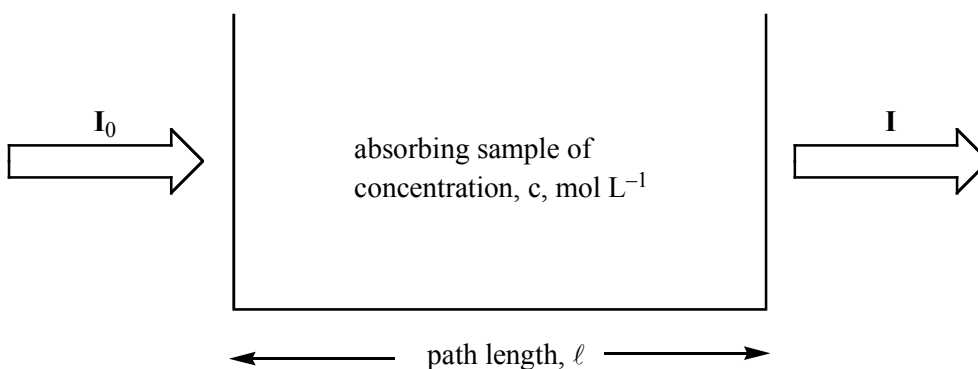 I₀
I
absorbing sample of
concentration, c, mol L⁻¹
path length, ℓ